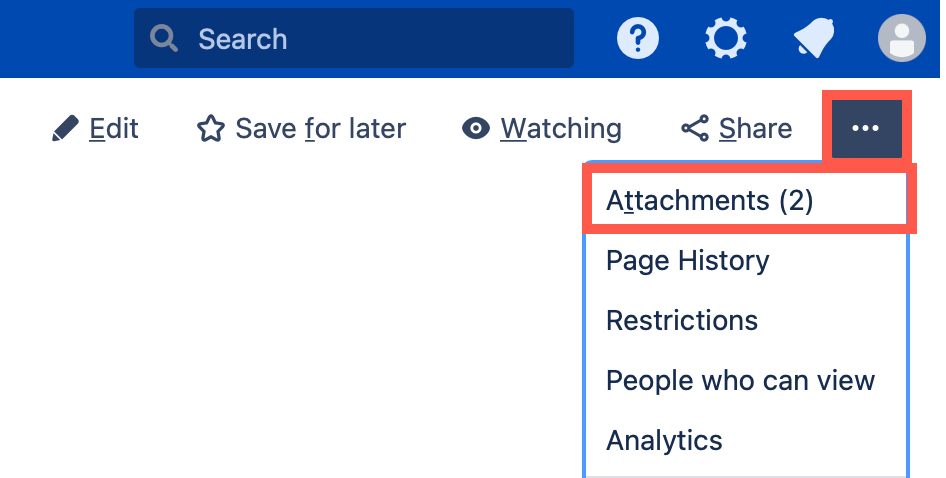 Search
Edit Save for later Watching Share
Attachments (2)
Page History
Restrictions
People who can view
Analytics